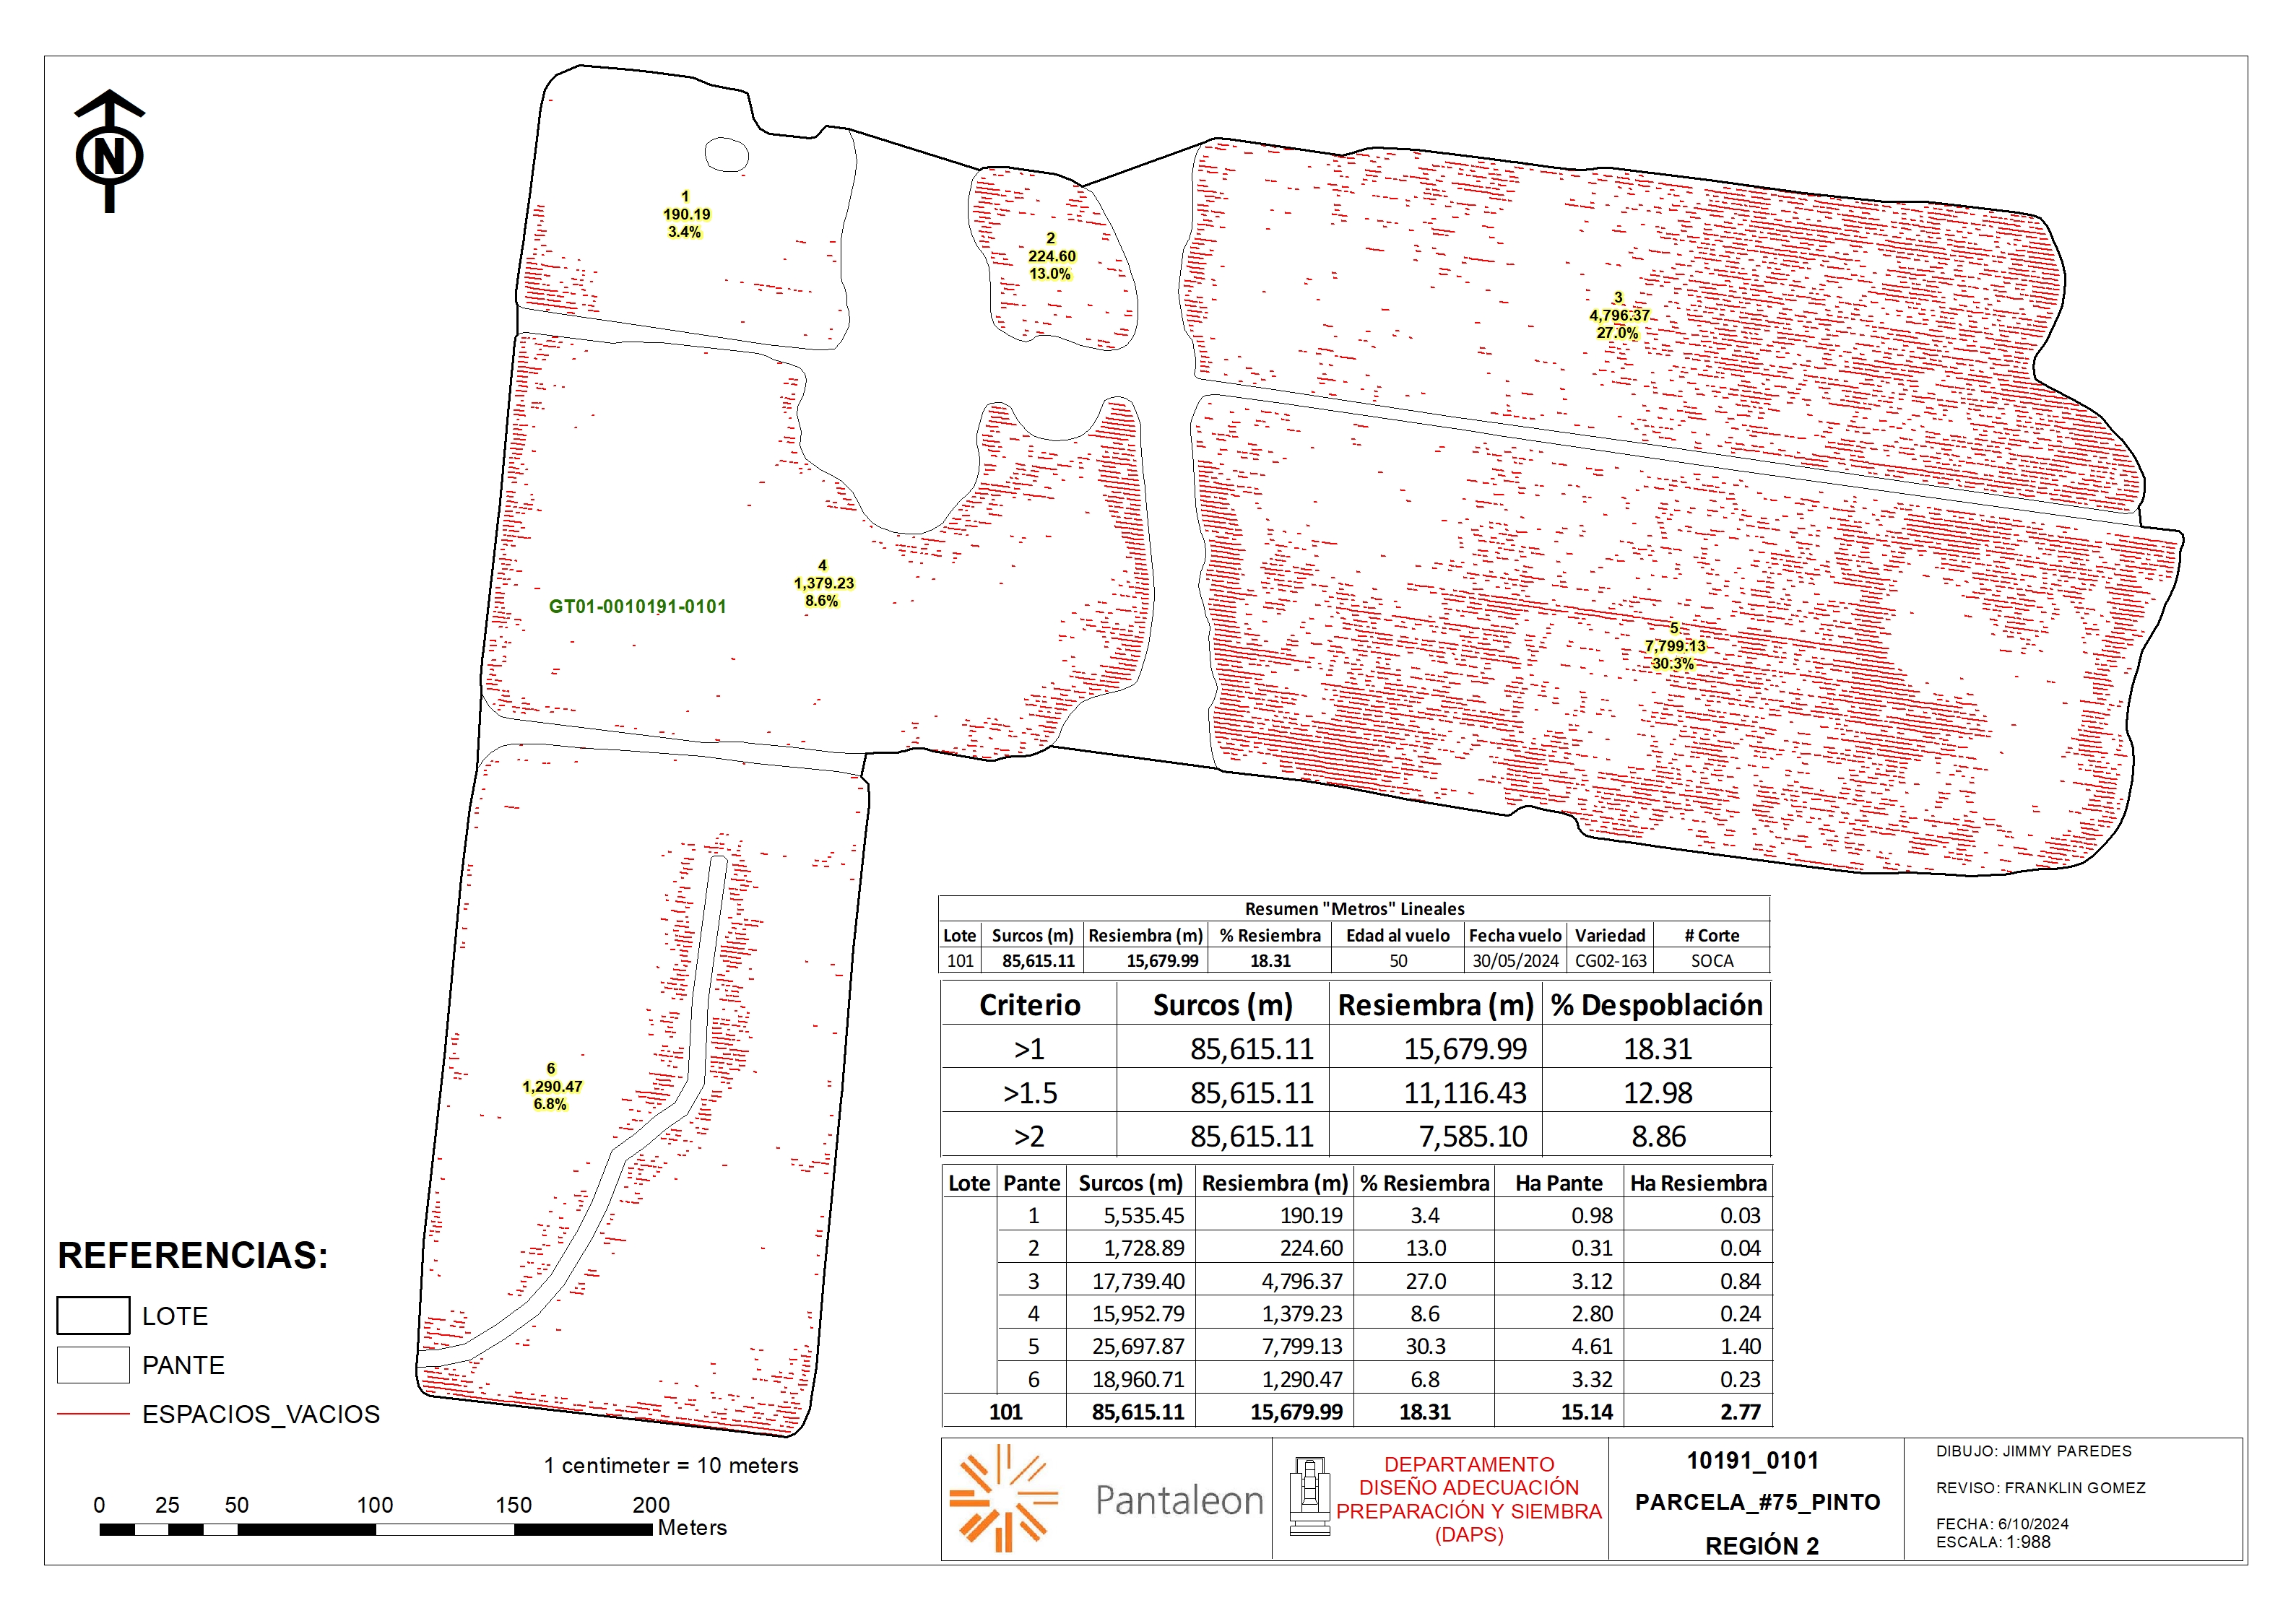 N
1
190.19
3.4%
2
224.60
13.0%
3
4,796.37
27.0%
4
1,379.23
8.6%
GT01-0010191-0101
5
7,799.13
30.3%
6
1,290.47
6.8%
Resumen "Metros" Lineales
Lote Surcos (m) Resiembra (m) % Resiembra Edad al vuelo Fecha vuelo Variedad # Corte
101 85,615.11 15,679.99 18.31 50 30/05/2024 CG02-163 SOCA
Criterio Surcos (m) Resiembra (m) % Despoblación
>1 85,615.11 15,679.99 18.31
>1.5 85,615.11 11,116.43 12.98
>2 85,615.11 7,585.10 8.86
Lote Pante Surcos (m) Resiembra (m) % Resiembra Ha Pante Ha Resiembra
1 5,535.45 190.19 3.4 0.98 0.03
2 1,728.89 224.60 13.0 0.31 0.04
3 17,739.40 4,796.37 27.0 3.12 0.84
4 15,952.79 1,379.23 8.6 2.80 0.24
5 25,697.87 7,799.13 30.3 4.61 1.40
6 18,960.71 1,290.47 6.8 3.32 0.23
101 85,615.11 15,679.99 18.31 15.14 2.77
REFERENCIAS:
LOTE
PANTE
ESPACIOS_VACIOS
1 centimeter = 10 meters
0 25 50 100 150 200
Meters
Pantaleon
DEPARTAMENTO
DISEÑO ADECUACIÓN
PREPARACIÓN Y SIEMBRA
(DAPS)
10191_0101
PARCELA_#75_PINTO
REGIÓN 2
DIBUJO: JIMMY PAREDES
REVISO: FRANKLIN GOMEZ
FECHA: 6/10/2024
ESCALA: 1:988